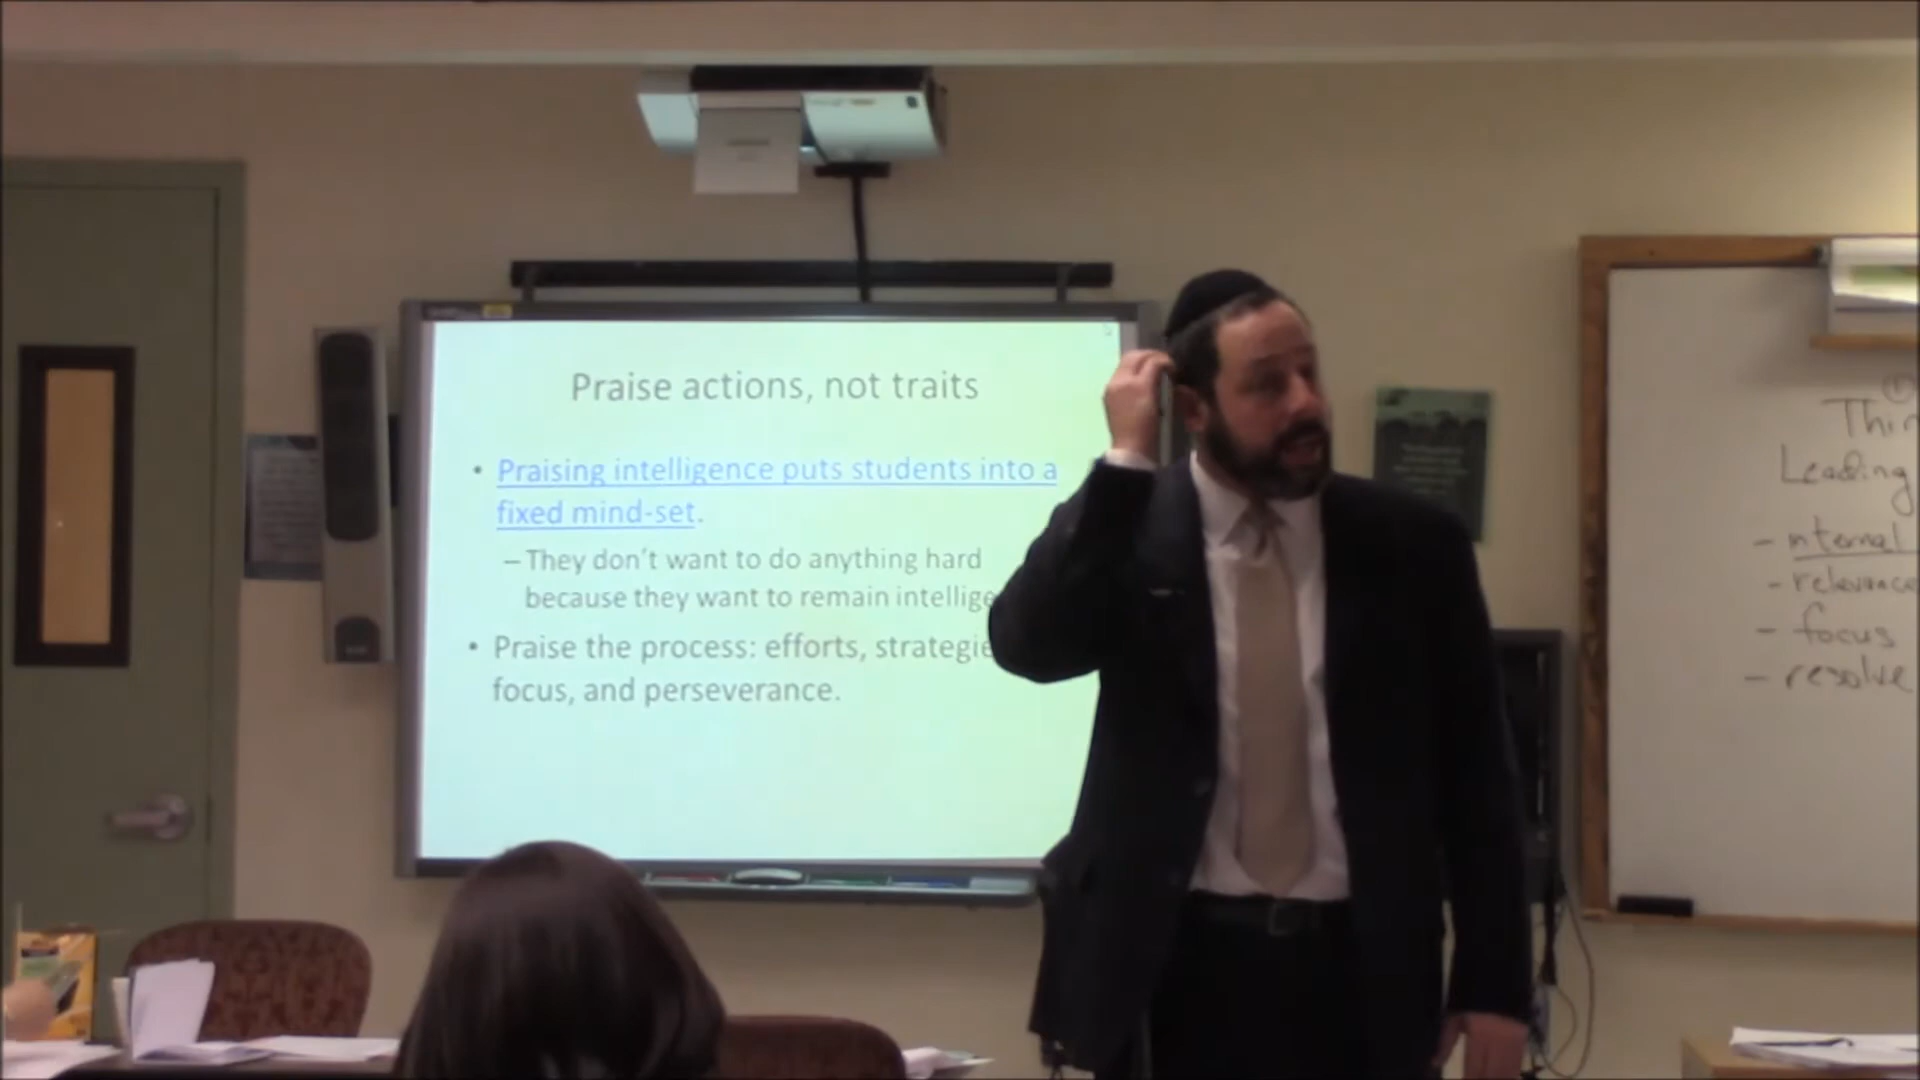 Praise actions, not traits
• Praising intelligence puts students into a
fixed mind-set.
– They don't want to do anything hard
because they want to remain intellige
• Praise the process: efforts, strategie
focus, and perseverance.
Thin
Leading
- internal
- relevance
- focus
- resolve